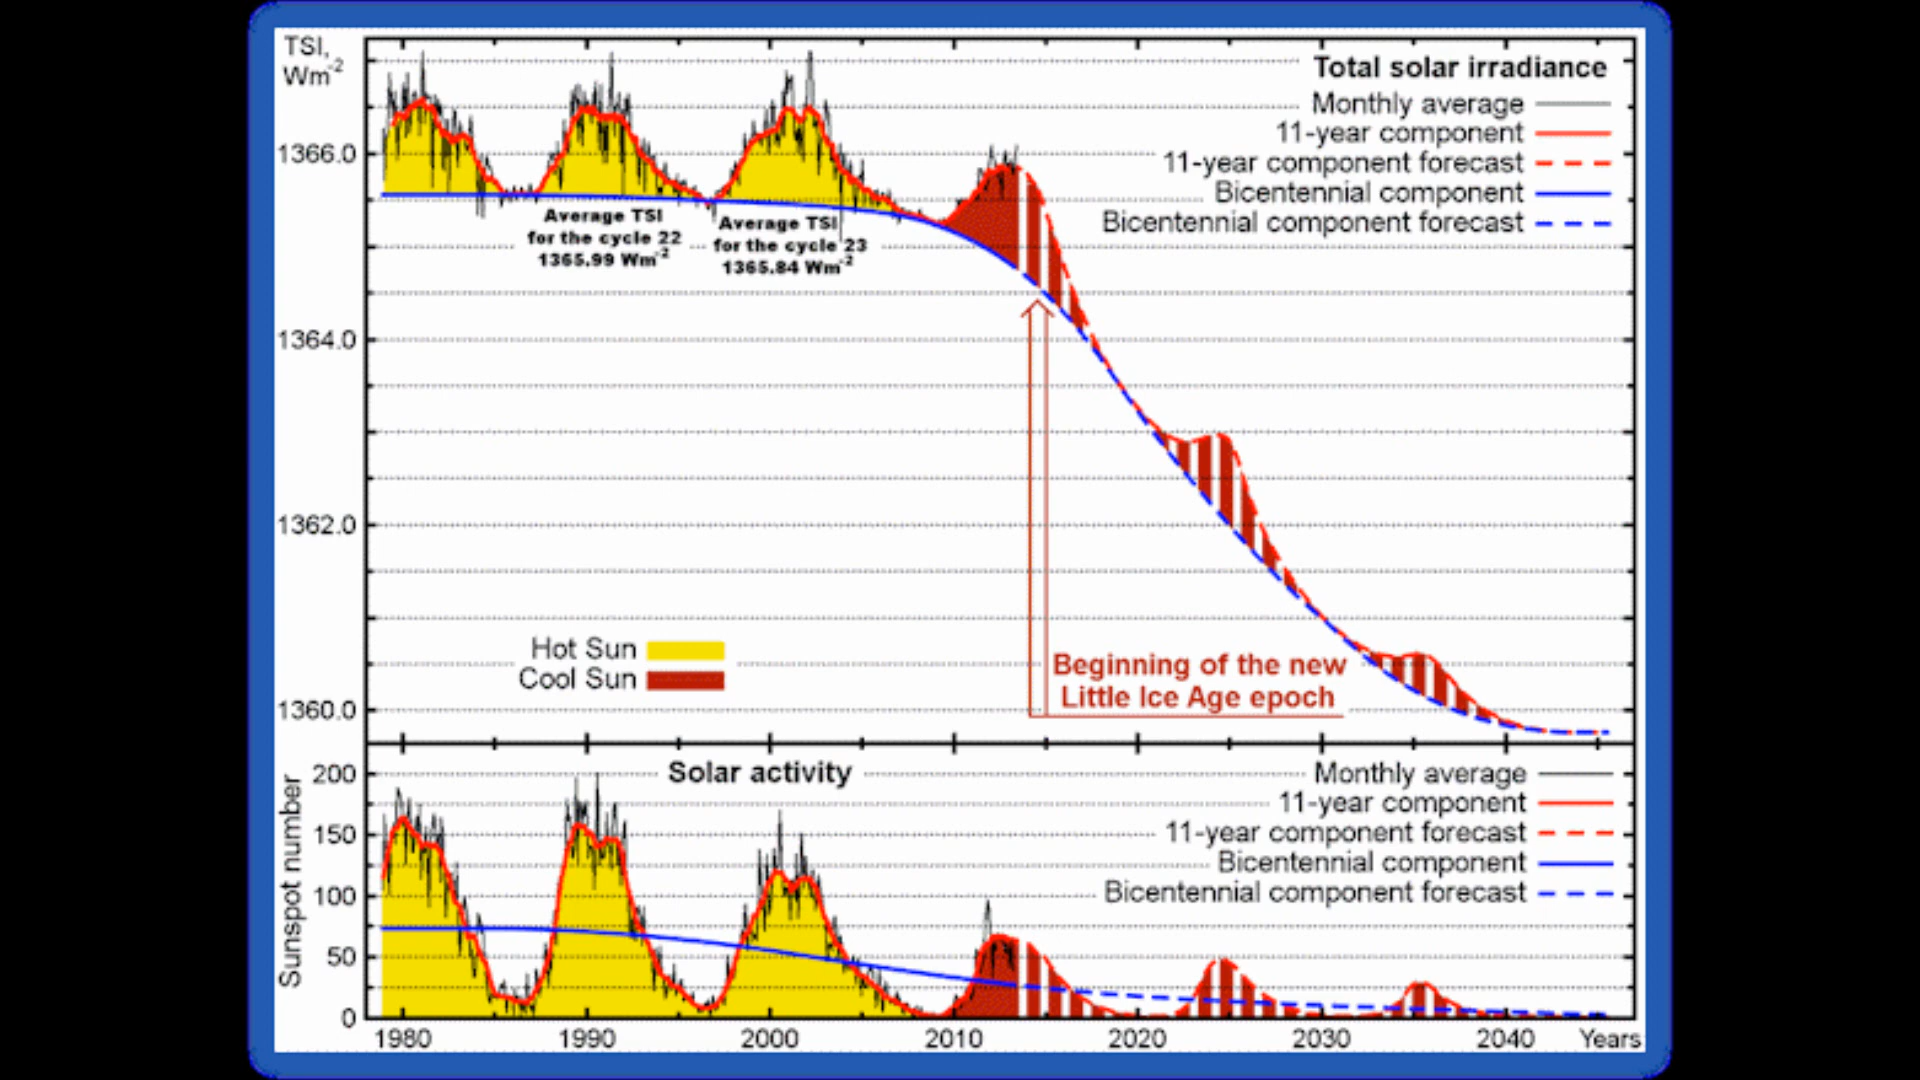 TSI,
Wm-2
Total solar irradiance
Monthly average
11-year component
11-year component forecast
Bicentennial component
Bicentennial component forecast
1366.0
1364.0
1362.0
1360.0
Average TSI
for the cycle 22
1365.99 Wm-2
Average TSI
for the cycle 23
1365.84 Wm-2
Hot Sun
Cool Sun
Beginning of the new
Little Ice Age epoch
Solar activity
Monthly average
11-year component
11-year component forecast
Bicentennial component
Bicentennial component forecast
Sunspot number
200
150
100
50
0
1980 1990 2000 2010 2020 2030 2040 Years